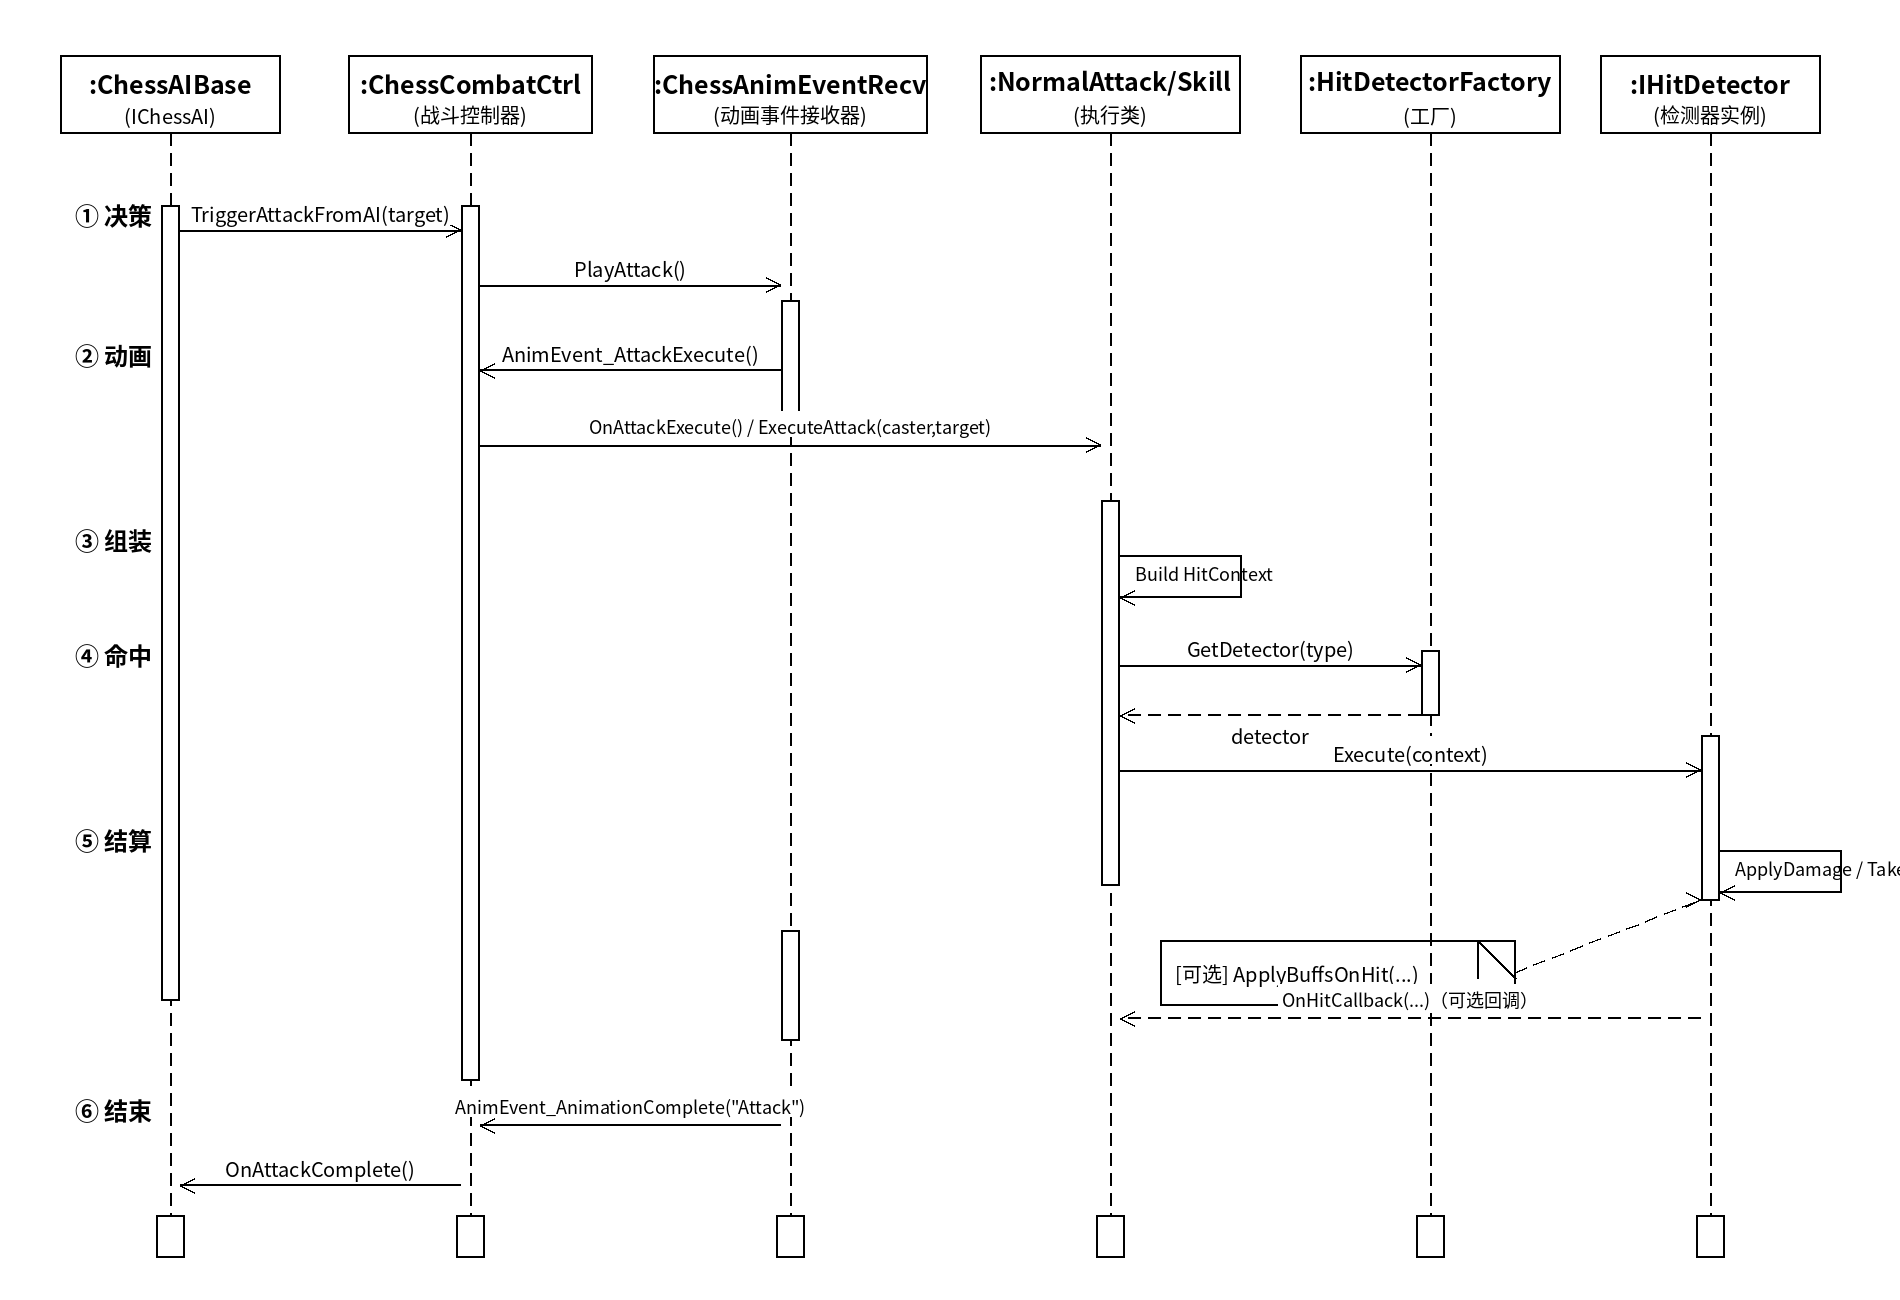 :ChessAIBase
(IChessAI)
:ChessCombatCtrl
(战斗控制器)
:ChessAnimEventRecv
(动画事件接收器)
:NormalAttack/Skill
(执行类)
:HitDetectorFactory
(工厂)
:IHitDetector
(检测器实例)
① 决策
TriggerAttackFromAI(target)
PlayAttack()
② 动画
AnimEvent_AttackExecute()
OnAttackExecute() / ExecuteAttack(caster,target)
③ 组装
Build HitContext
④ 命中
GetDetector(type)
detector
Execute(context)
⑤ 结算
ApplyDamage / Take
[可选] ApplyBuffsOnHit(...)
OnHitCallback(...)（可选回调）
⑥ 结束
AnimEvent_AnimationComplete("Attack")
OnAttackComplete()